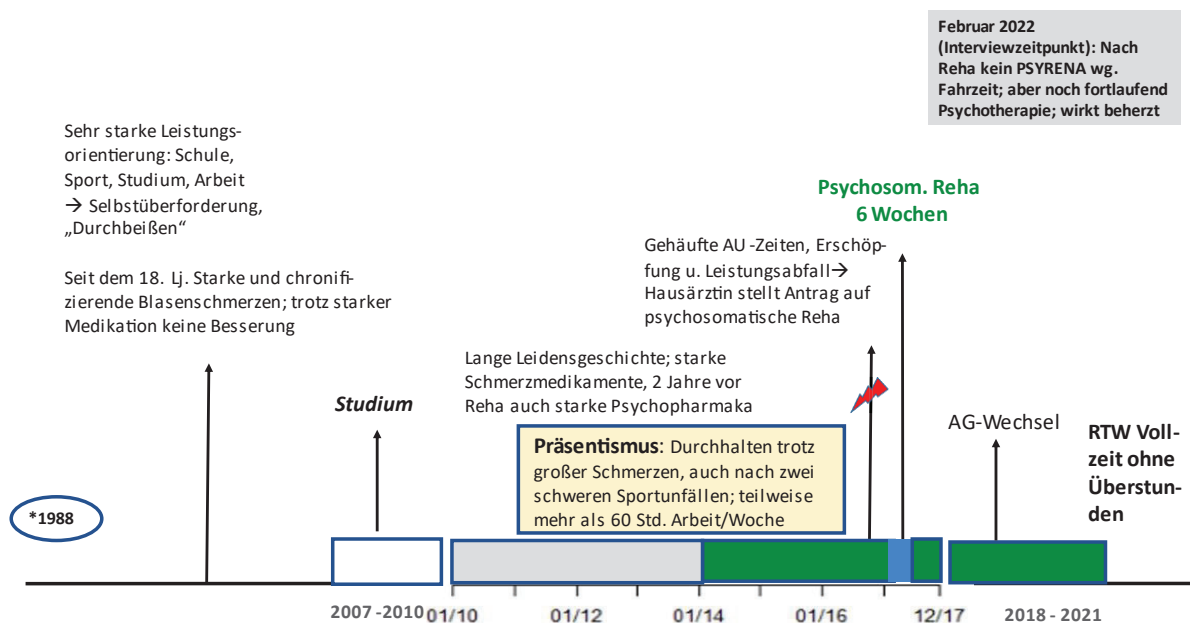 Februar 2022
(Interviewzeitpunkt): Nach
Reha kein PSYRENA wg.
Fahrzeit; aber noch fortlaufend
Psychotherapie; wirkt beherzt
Sehr starke Leistungs-
orientierung: Schule,
Sport, Studium, Arbeit
→ Selbstüberforderung,
„Durchbeißen“
Seit dem 18. Lj. Starke und chronifi-
zierende Blasenschmerzen; trotz starker
Medikation keine Besserung
Psychosom. Reha
6 Wochen
Gehäufte AU -Zeiten, Erschöp-
fung u. Leistungsabfall→
Hausärztin stellt Antrag auf
psychosomatische Reha
Lange Leidensgeschichte; starke
Schmerzmedikamente, 2 Jahre vor
Reha auch starke Psychopharmaka
Studium
Präsentismus: Durchhalten trotz
großer Schmerzen, auch nach zwei
schweren Sportunfällen; teilweise
mehr als 60 Std. Arbeit/Woche
AG-Wechsel
RTW Voll-
zeit ohne
Überstun-
den
*1988
2007 -2010 01/10 01/12 01/14 01/16 12/17 2018 - 2021